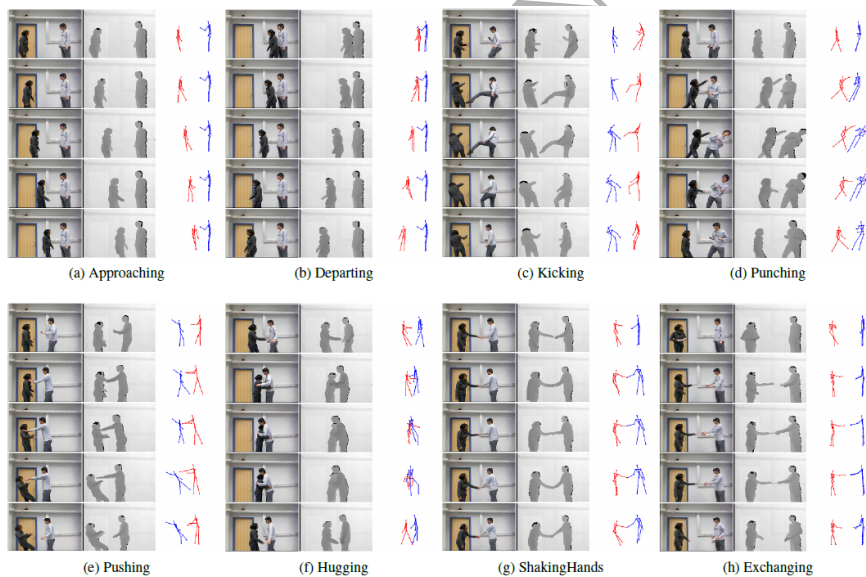 (a) Approaching
(b) Departing
(c) Kicking
(d) Punching
(e) Pushing
(f) Hugging
(g) ShakingHands
(h) Exchanging